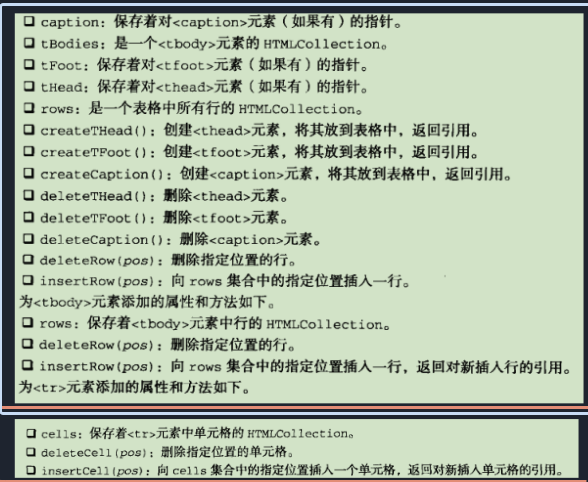 ❑ caption：保存着对<caption>元素（如果有）的指针。
❑ tBodies：是一个<tbody>元素的 HTMLCollection。
❑ tFoot：保存着对<tfoot>元素（如果有）的指针。
❑ tHead：保存着对<thead>元素（如果有）的指针。
❑ rows：是一个表格中所有行的 HTMLCollection。
❑ createTHead()：创建<thead>元素，将其放到表格中，返回引用。
❑ createTFoot()：创建<tfoot>元素，将其放到表格中，返回引用。
❑ createCaption()：创建<caption>元素，将其放到表格中，返回引用。
❑ deleteTHead()：删除<thead>元素。
❑ deleteTFoot()：删除<tfoot>元素。
❑ deleteCaption()：删除<caption>元素。
❑ deleteRow(pos)：删除指定位置的行。
❑ insertRow(pos)：向 rows 集合中的指定位置插入一行。
为<tbody>元素添加的属性和方法如下。
❑ rows：保存着<tbody>元素中行的 HTMLCollection。
❑ deleteRow(pos)：删除指定位置的行。
❑ insertRow(pos)：向 rows 集合中的指定位置插入一行，返回对新插入行的引用。
为<tr>元素添加的属性和方法如下。
❑ cells：保存着<tr>元素中单元格的 HTMLCollection。
❑ deleteCell(pos)：删除指定位置的单元格。
❑ insertCell(pos)：向 cells 集合中的指定位置插入一个单元格，返回对新插入单元格的引用。